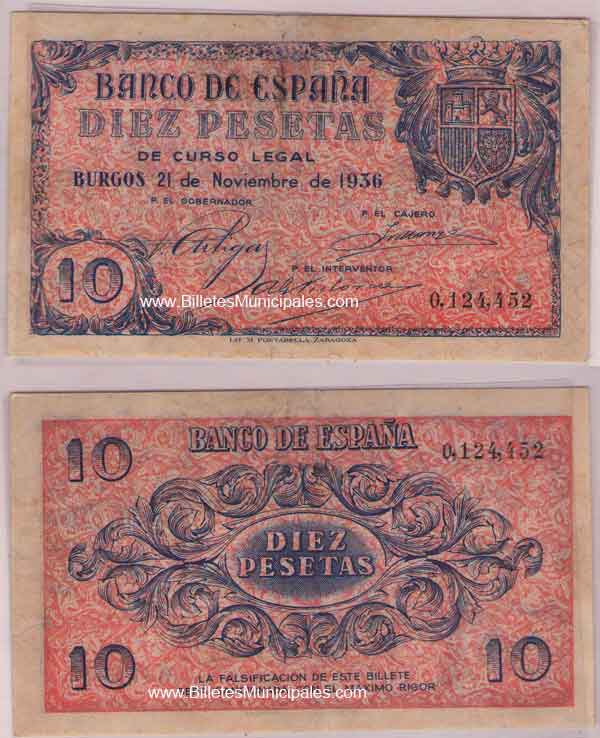 BANCO DE ESPAÑA
DIEZ PESETAS
DE CURSO LEGAL
BURGOS 21 de Noviembre de 1936
P. EL GOBERNADOR
P. EL CAJERO
P. EL INTERVENTOR
10
www.BilletesMunicipales.com
0.124,452
LIT. M. PORTABELLA. ZARAGOZA
BANCO DE ESPAÑA
10
0.124,452
DIEZ
PESETAS
10
10
LA FALSIFICACION DE ESTE BILLETE
www.BilletesMunicipales.com
RIGOR